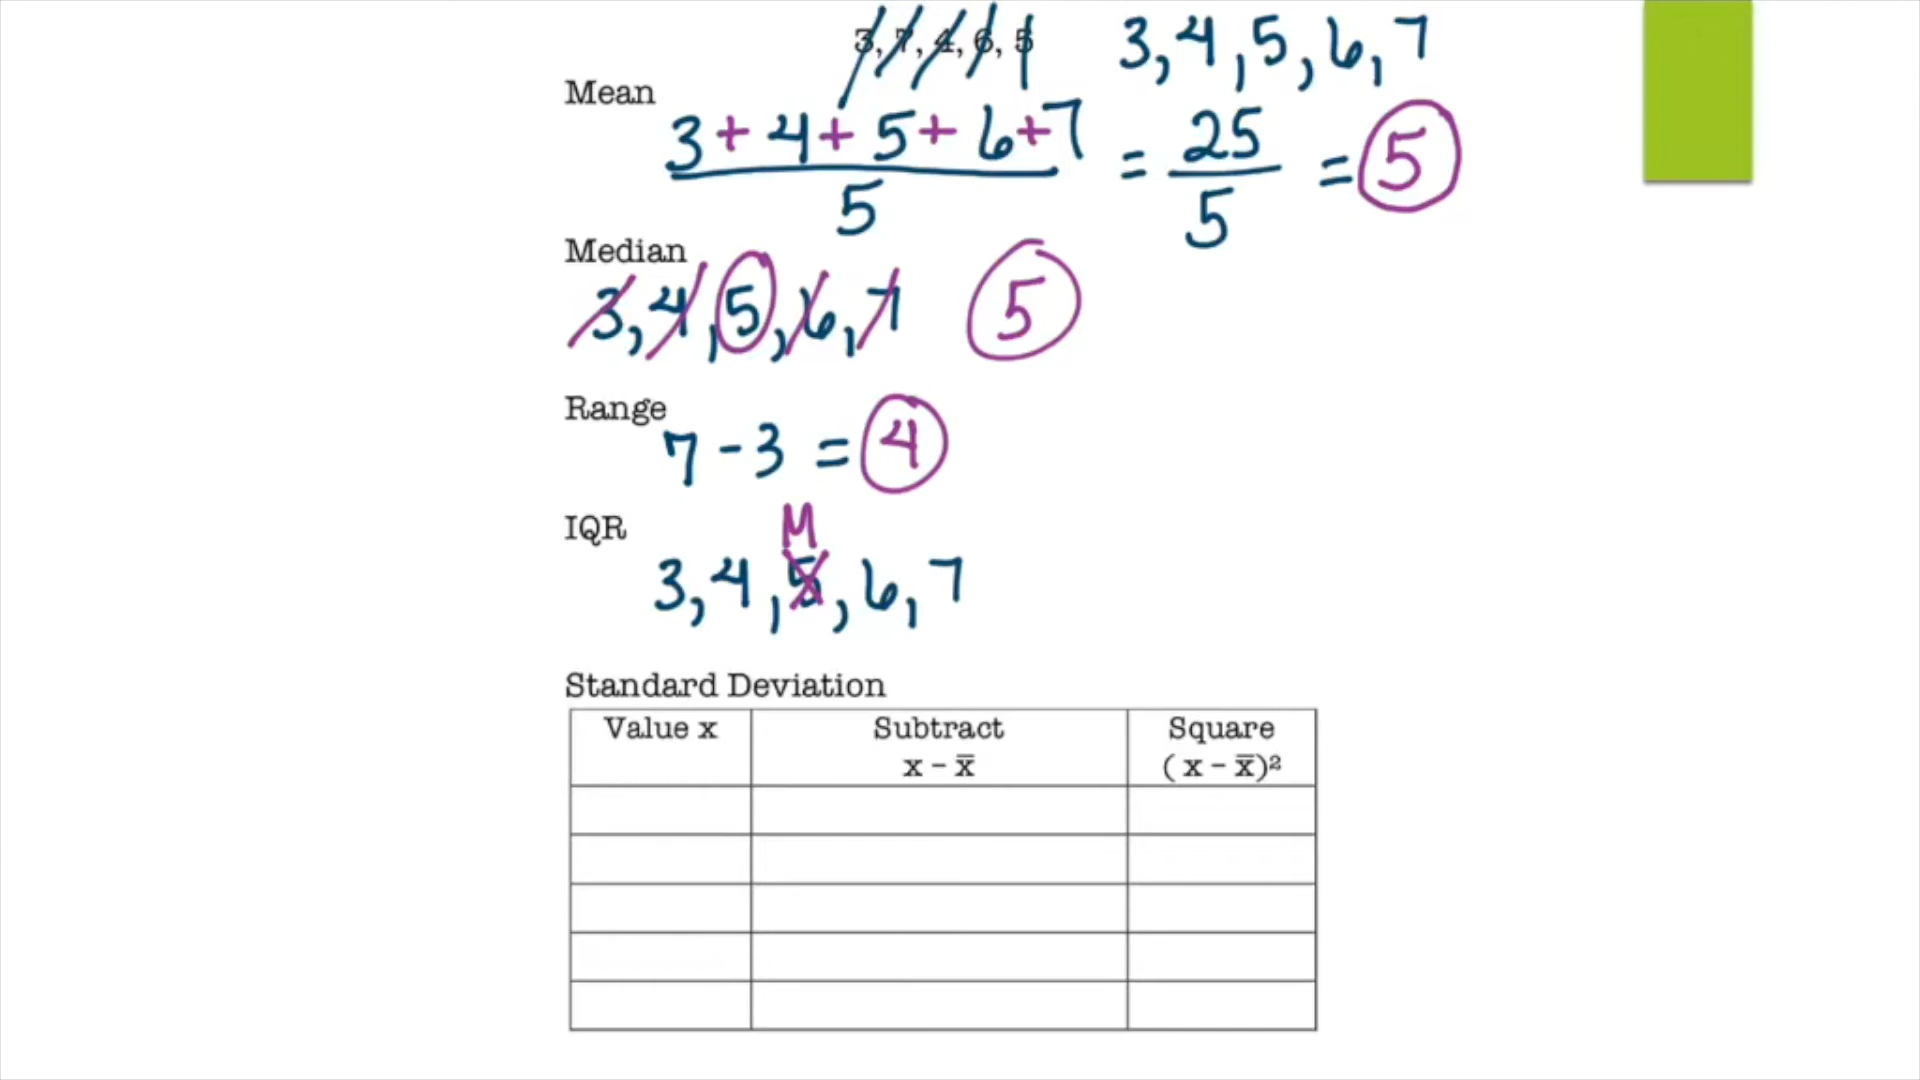 3, 7, 4, 6, 5 3, 4, 5, 6, 7
Mean
3 + 4 + 5 + 6 + 7 = 25 = 5
5 5
Median
3, 4, 5, 6, 7 5
Range
7 - 3 = 4
IQR
M
3, 4, 5, 6, 7
Standard Deviation
Value x Subtract Square
x - x̄ ( x - x̄)²